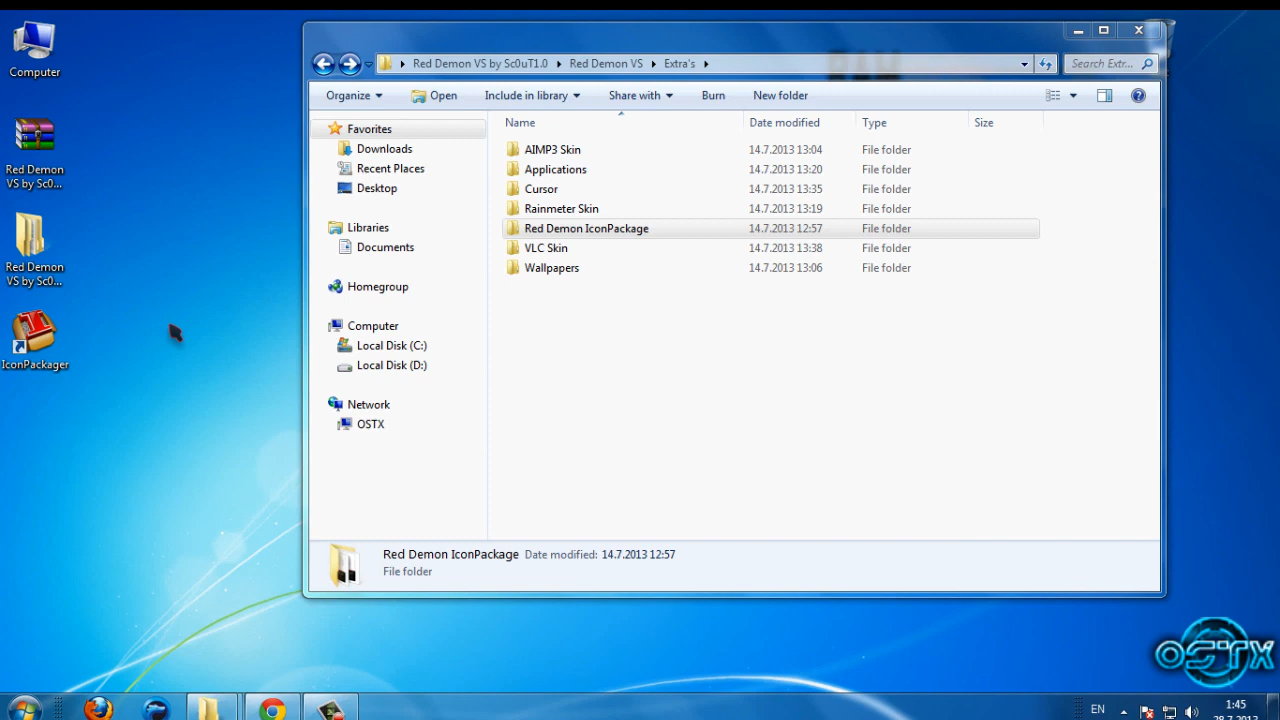 Computer
Red Demon
VS by Sc0...
Red Demon
VS by Sc0...
IconPackager
Red Demon VS by Sc0uT1.0 Red Demon VS Extra's
Search Extr...
Organize Open Include in library Share with Burn New folder
Favorites
Downloads
Recent Places
Desktop
Libraries
Documents
Homegroup
Computer
Local Disk (C:)
Local Disk (D:)
Network
OSTX
Name Date modified Type Size
AIMP3 Skin 14.7.2013 13:04 File folder
Applications 14.7.2013 13:20 File folder
Cursor 14.7.2013 13:35 File folder
Rainmeter Skin 14.7.2013 13:19 File folder
Red Demon IconPackage 14.7.2013 12:57 File folder
VLC Skin 14.7.2013 13:38 File folder
Wallpapers 14.7.2013 13:06 File folder
Red Demon IconPackage Date modified: 14.7.2013 12:57
File folder
OSTX
EN
1:45
28.7.2013